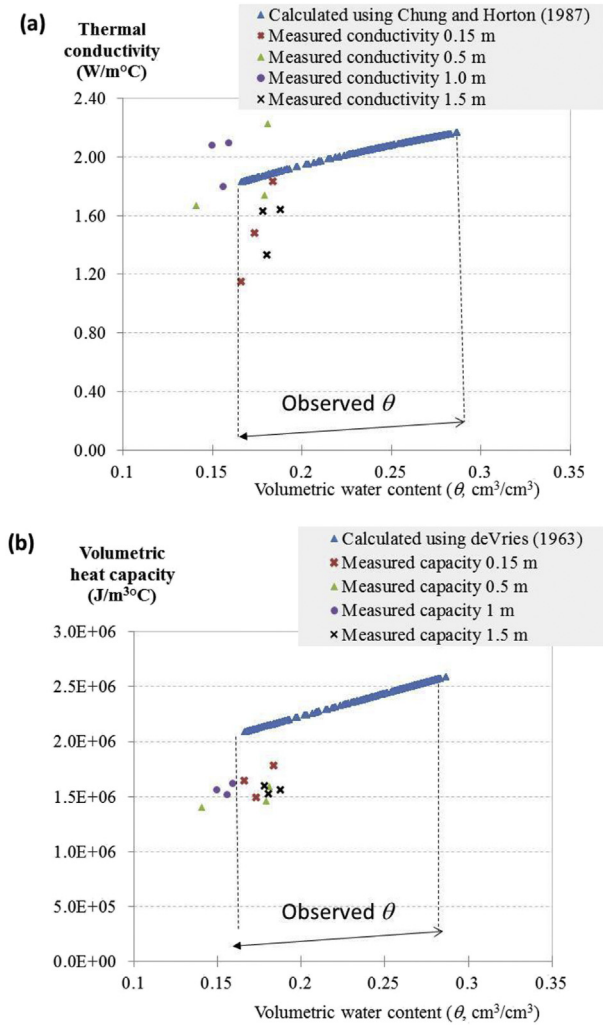 (a)
Thermal
conductivity
(W/m°C)
Calculated using Chung and Horton (1987)
Measured conductivity 0.15 m
Measured conductivity 0.5 m
Measured conductivity 1.0 m
Measured conductivity 1.5 m
2.40
2.00
1.60
1.20
0.80
0.40
0.00
Observed θ
0.1 0.15 0.2 0.25 0.3 0.35
Volumetric water content (θ, cm³/cm³)
(b)
Volumetric
heat capacity
(J/m³°C)
Calculated using deVries (1963)
Measured capacity 0.15 m
Measured capacity 0.5 m
Measured capacity 1 m
Measured capacity 1.5 m
3.0E+06
2.5E+06
2.0E+06
1.5E+06
1.0E+06
5.0E+05
0.0E+00
Observed θ
0.1 0.15 0.2 0.25 0.3 0.35
Volumetric water content (θ, cm³/cm³)